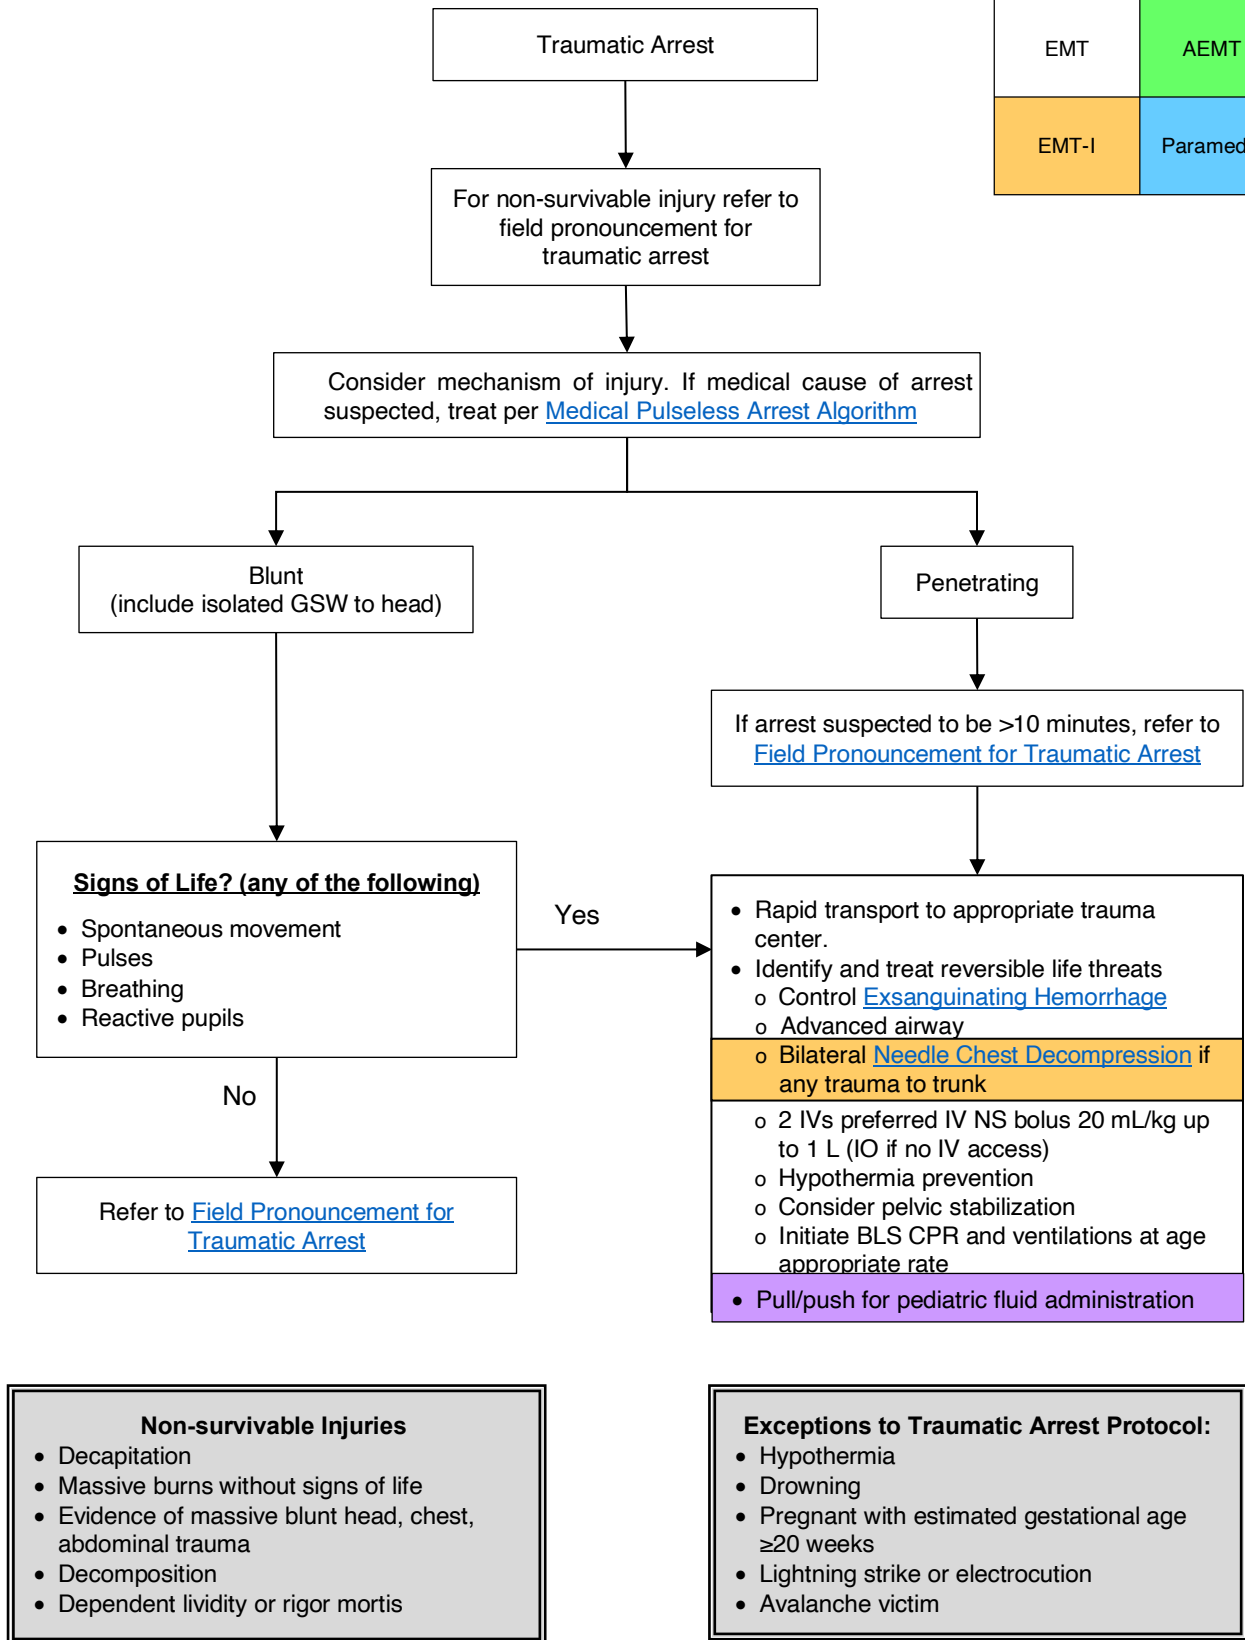 Traumatic Arrest
EMT
AEMT
EMT-I
Paramed
For non-survivable injury refer to
field pronouncement for
traumatic arrest
Consider mechanism of injury. If medical cause of arrest
suspected, treat per Medical Pulseless Arrest Algorithm
Blunt
(include isolated GSW to head)
Penetrating
If arrest suspected to be >10 minutes, refer to
Field Pronouncement for Traumatic Arrest
Signs of Life? (any of the following)
• Spontaneous movement
• Pulses
• Breathing
• Reactive pupils
Yes
No
Refer to Field Pronouncement for
Traumatic Arrest
• Rapid transport to appropriate trauma
center.
• Identify and treat reversible life threats
o Control Exsanguinating Hemorrhage
o Advanced airway
o Bilateral Needle Chest Decompression if
any trauma to trunk
o 2 IVs preferred IV NS bolus 20 mL/kg up
to 1 L (IO if no IV access)
o Hypothermia prevention
o Consider pelvic stabilization
o Initiate BLS CPR and ventilations at age
appropriate rate
• Pull/push for pediatric fluid administration
Non-survivable Injuries
• Decapitation
• Massive burns without signs of life
• Evidence of massive blunt head, chest,
abdominal trauma
• Decomposition
• Dependent lividity or rigor mortis
Exceptions to Traumatic Arrest Protocol:
• Hypothermia
• Drowning
• Pregnant with estimated gestational age
≥20 weeks
• Lightning strike or electrocution
• Avalanche victim